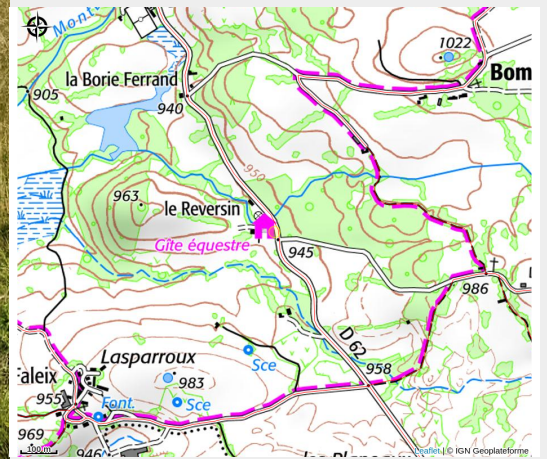 Mont
1022
la Borie Ferrand
Bom
905
940
950
963
le Reversin
Gîte équestre
945
986
D 62
Sce
958
Lasparroux
Faleix
983
955
Font.
Sce
969
946
100 m
Leaflet | © IGN Geoplateforme